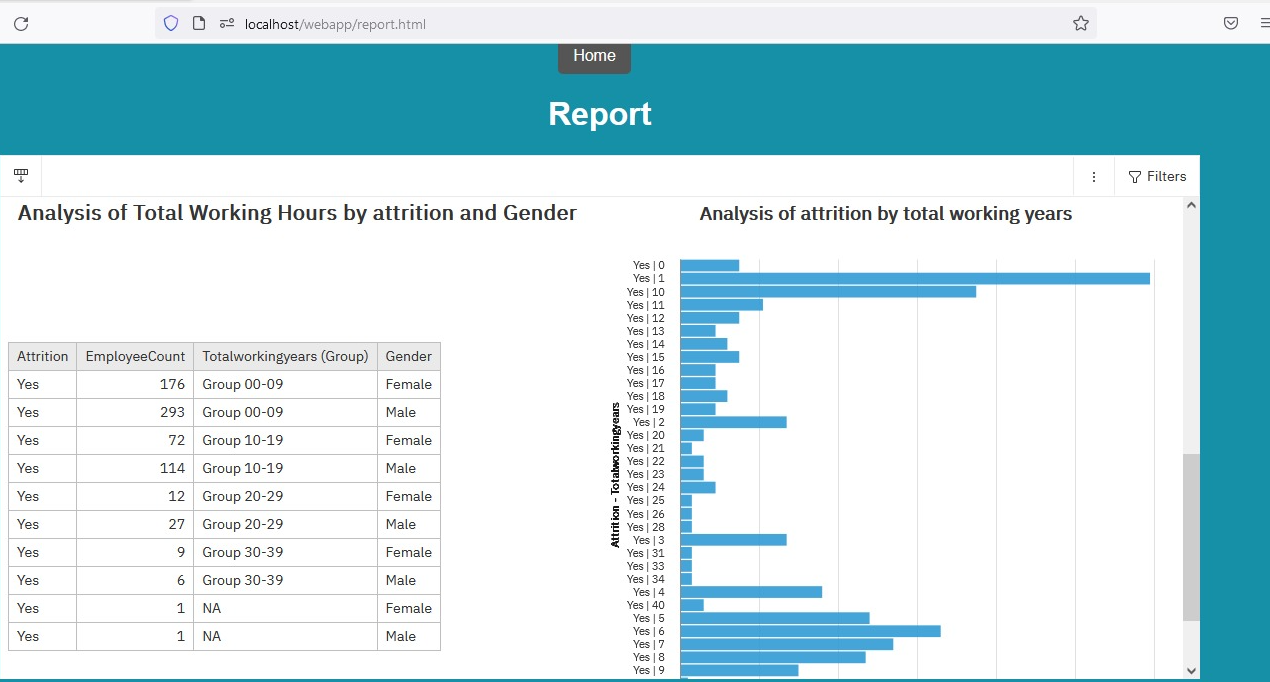 localhost/webapp/report.html
Home
Report
Filters
Analysis of Total Working Hours by attrition and Gender
Attrition EmployeeCount Totalworkingyears (Group) Gender
Yes 176 Group 00-09 Female
Yes 293 Group 00-09 Male
Yes 72 Group 10-19 Female
Yes 114 Group 10-19 Male
Yes 12 Group 20-29 Female
Yes 27 Group 20-29 Male
Yes 9 Group 30-39 Female
Yes 6 Group 30-39 Male
Yes 1 NA Female
Yes 1 NA Male
Analysis of attrition by total working years
Attrition - Totalworkingyears
Yes | 0
Yes | 1
Yes | 10
Yes | 11
Yes | 12
Yes | 13
Yes | 14
Yes | 15
Yes | 16
Yes | 17
Yes | 18
Yes | 19
Yes | 2
Yes | 20
Yes | 21
Yes | 22
Yes | 23
Yes | 24
Yes | 25
Yes | 26
Yes | 28
Yes | 3
Yes | 31
Yes | 33
Yes | 34
Yes | 4
Yes | 40
Yes | 5
Yes | 6
Yes | 7
Yes | 8
Yes | 9